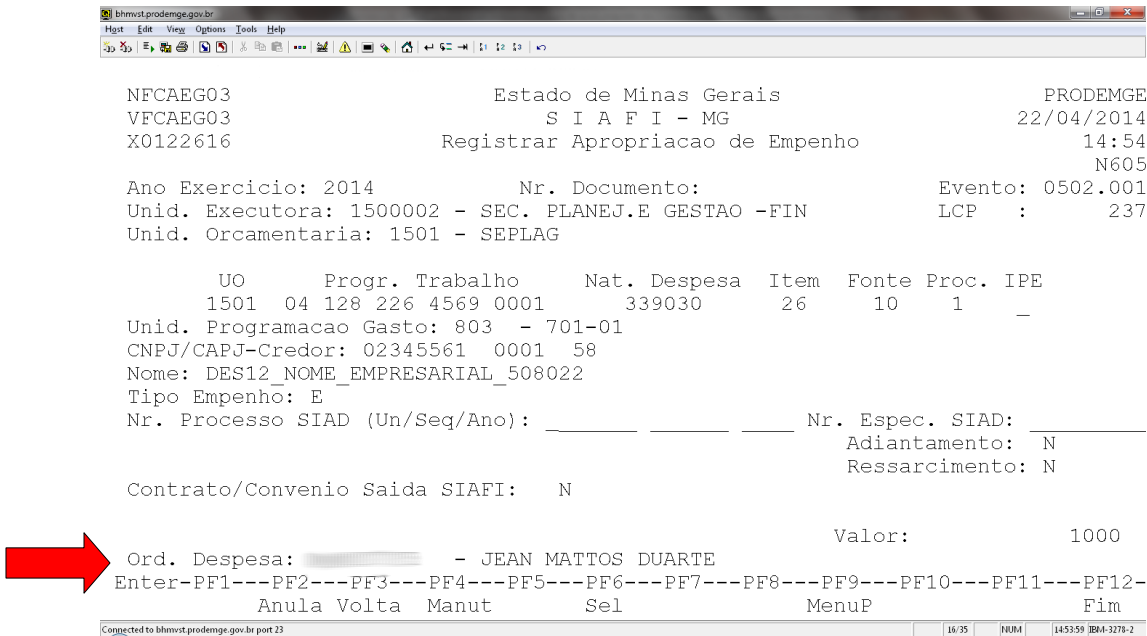 bhmvst.prodemge.gov.br
Host Edit View Options Tools Help
NFCAEG03 Estado de Minas Gerais PRODEMGE
VFCAEG03 S I A F I - MG 22/04/2014
X0122616 Registrar Apropriacao de Empenho 14:54
N605
Ano Exercicio: 2014 Nr. Documento: Evento: 0502.001
Unid. Executora: 1500002 - SEC. PLANEJ.E GESTAO -FIN LCP : 237
Unid. Orcamentaria: 1501 - SEPLAG
UO Progr. Trabalho Nat. Despesa Item Fonte Proc. IPE
1501 04 128 226 4569 0001 339030 26 10 1 _
Unid. Programacao Gasto: 803 - 701-01
CNPJ/CAPJ-Credor: 02345561 0001 58
Nome: DES12_NOME_EMPRESARIAL_508022
Tipo Empenho: E
Nr. Processo SIAD (Un/Seq/Ano): _______ ______ ____ Nr. Espec. SIAD: _________
Adiantamento: N
Ressarcimento: N
Contrato/Convenio Saida SIAFI: N
Valor: 1000
Ord. Despesa: - JEAN MATTOS DUARTE
Enter-PF1---PF2---PF3---PF4---PF5---PF6---PF7---PF8---PF9---PF10---PF11---PF12-
Anula Volta Manut Sel MenuP Fim
Connected to bhmvst.prodemge.gov.br port 23 16/35 NUM 14:53:59 IBM-3278-2